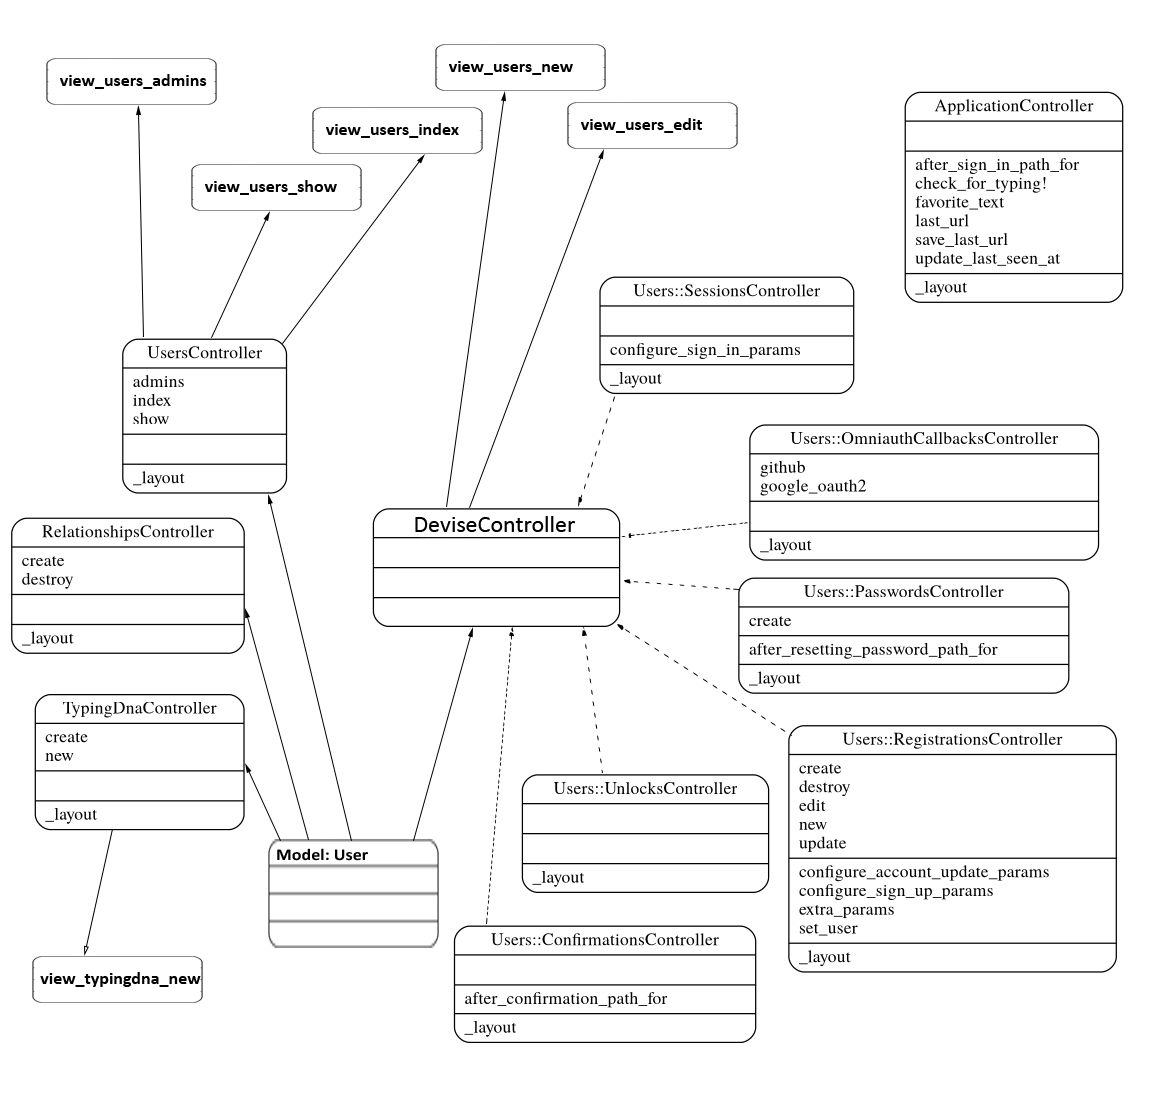 view_users_new
view_users_admins
view_users_index
view_users_edit
view_users_show
ApplicationController
after_sign_in_path_for
check_for_typing!
favorite_text
last_url
save_last_url
update_last_seen_at
_layout
Users::SessionsController
configure_sign_in_params
_layout
UsersController
admins
index
show
_layout
Users::OmniauthCallbacksController
github
google_oauth2
_layout
DeviseController
RelationshipsController
create
destroy
_layout
Users::PasswordsController
create
after_resetting_password_path_for
_layout
TypingDnaController
create
new
_layout
Users::RegistrationsController
create
destroy
edit
new
update
configure_account_update_params
configure_sign_up_params
extra_params
set_user
_layout
Users::UnlocksController
_layout
Model: User
Users::ConfirmationsController
after_confirmation_path_for
_layout
view_typingdna_new